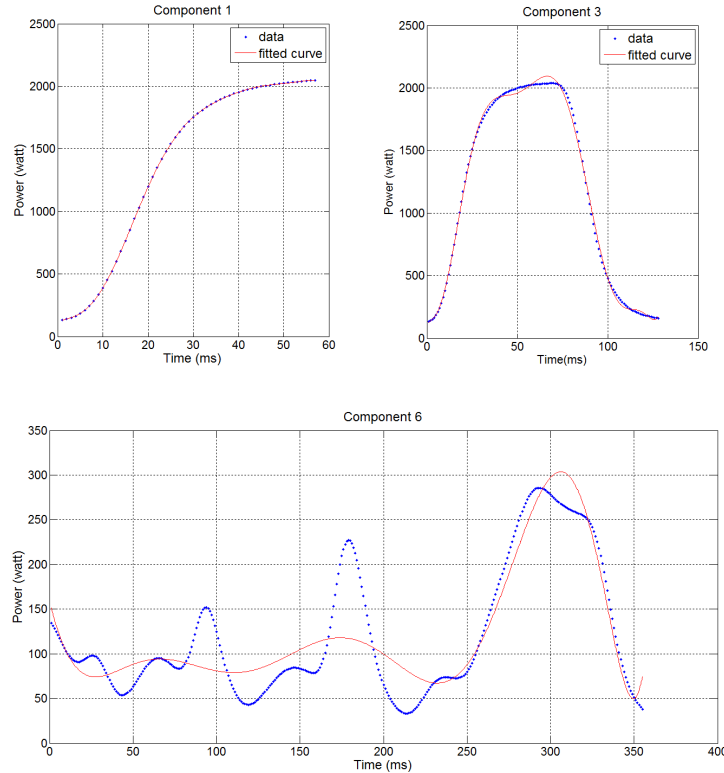 Component 1
2500
2000
1500
1000
500
0
0 10 20 30 40 50 60
Power (watt)
Time (ms)
data
fitted curve
Component 3
2500
2000
1500
1000
500
0
0 50 100 150
Power (watt)
Time(ms)
data
fitted curve
Component 6
350
300
250
200
150
100
50
0
0 50 100 150 200 250 300 350 400
Power (watt)
Time (ms)